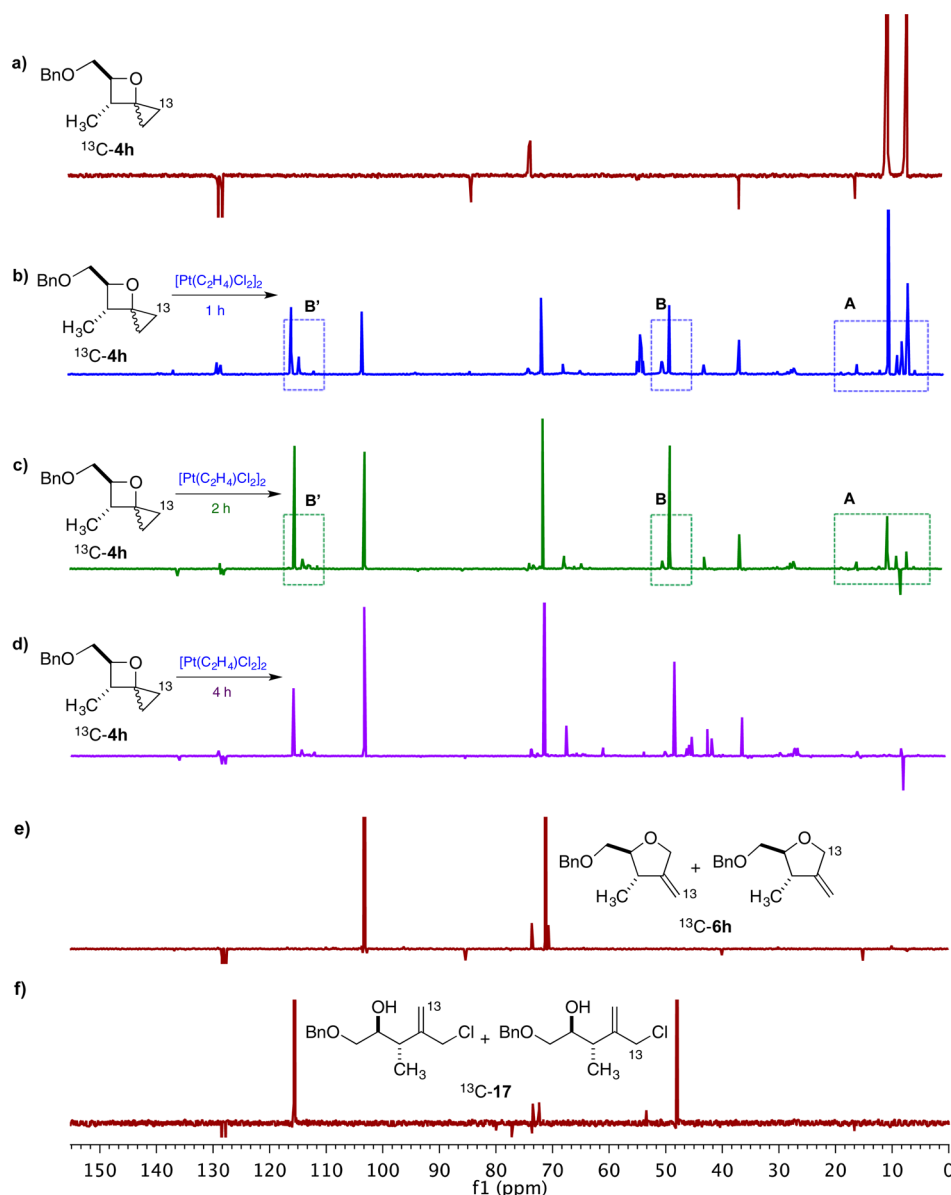 a)
BnO
O
13
H3C
13C-4h
b)
BnO
O
13
H3C
13C-4h
[Pt(C2H4)Cl2]2
1 h
B’
B
A
c)
BnO
O
13
H3C
13C-4h
[Pt(C2H4)Cl2]2
2 h
B’
B
A
d)
BnO
O
13
H3C
13C-4h
[Pt(C2H4)Cl2]2
4 h
e)
BnO
O
H3C
13
+
BnO
O
13
H3C
13C-6h
f)
BnO
OH
13
Cl
CH3
+
BnO
OH
Cl
13
CH3
13C-17
150 140 130 120 110 100 90 80 70 60 50 40 30 20 10 0
f1 (ppm)